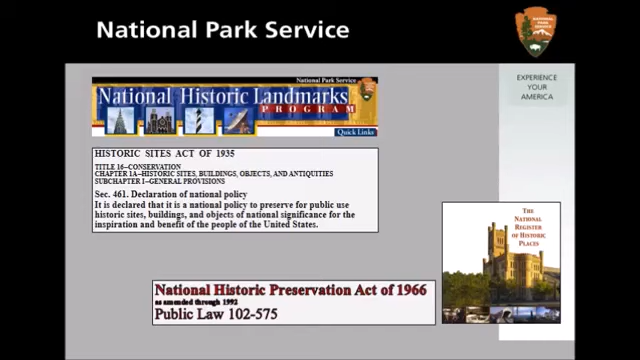 National Park Service
NATIONAL PARK SERVICE
EXPERIENCE
YOUR
AMERICA
National Park Service
National Historic Landmarks
PROGRAM
Quick Links
HISTORIC SITES ACT OF 1935
TITLE 16--CONSERVATION
CHAPTER 1A--HISTORIC SITES, BUILDINGS, OBJECTS, AND ANTIQUITIES
SUBCHAPTER I--GENERAL PROVISIONS
Sec. 461. Declaration of national policy
It is declared that it is a national policy to preserve for public use
historic sites, buildings, and objects of national significance for the
inspiration and benefit of the people of the United States.
THE
NATIONAL
REGISTER
OF HISTORIC
PLACES
National Historic Preservation Act of 1966
as amended through 1992
Public Law 102-575